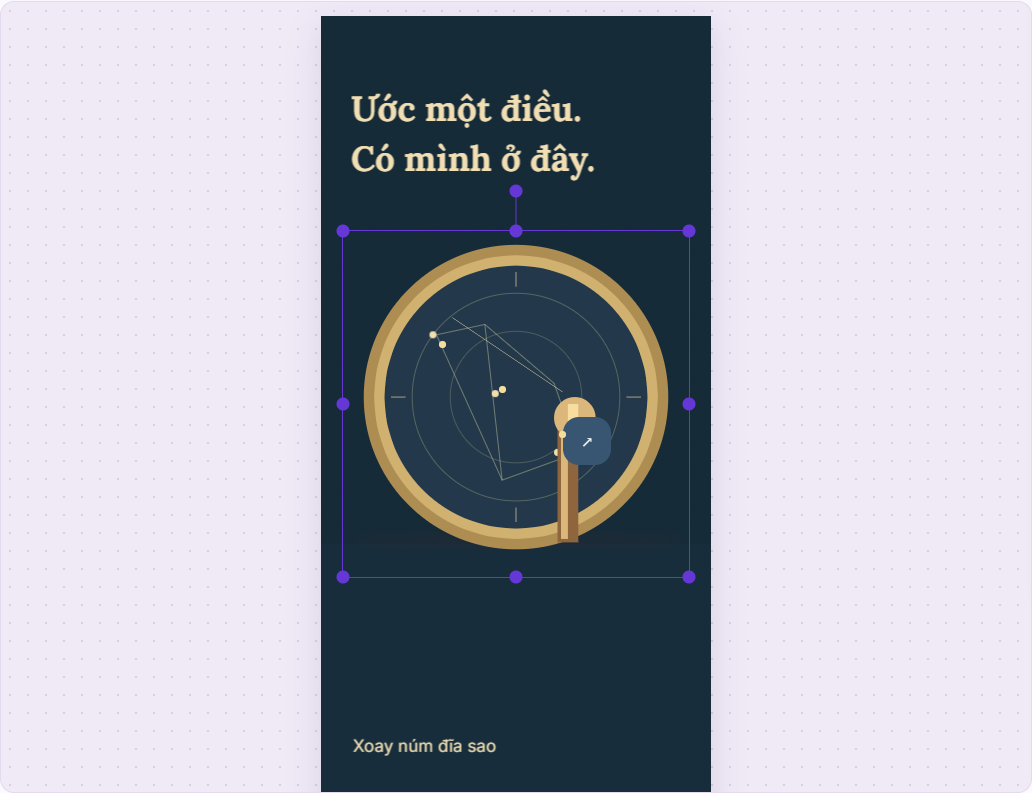 Ước một điều.
Có mình ở đây.
Xoay núm đĩa sao